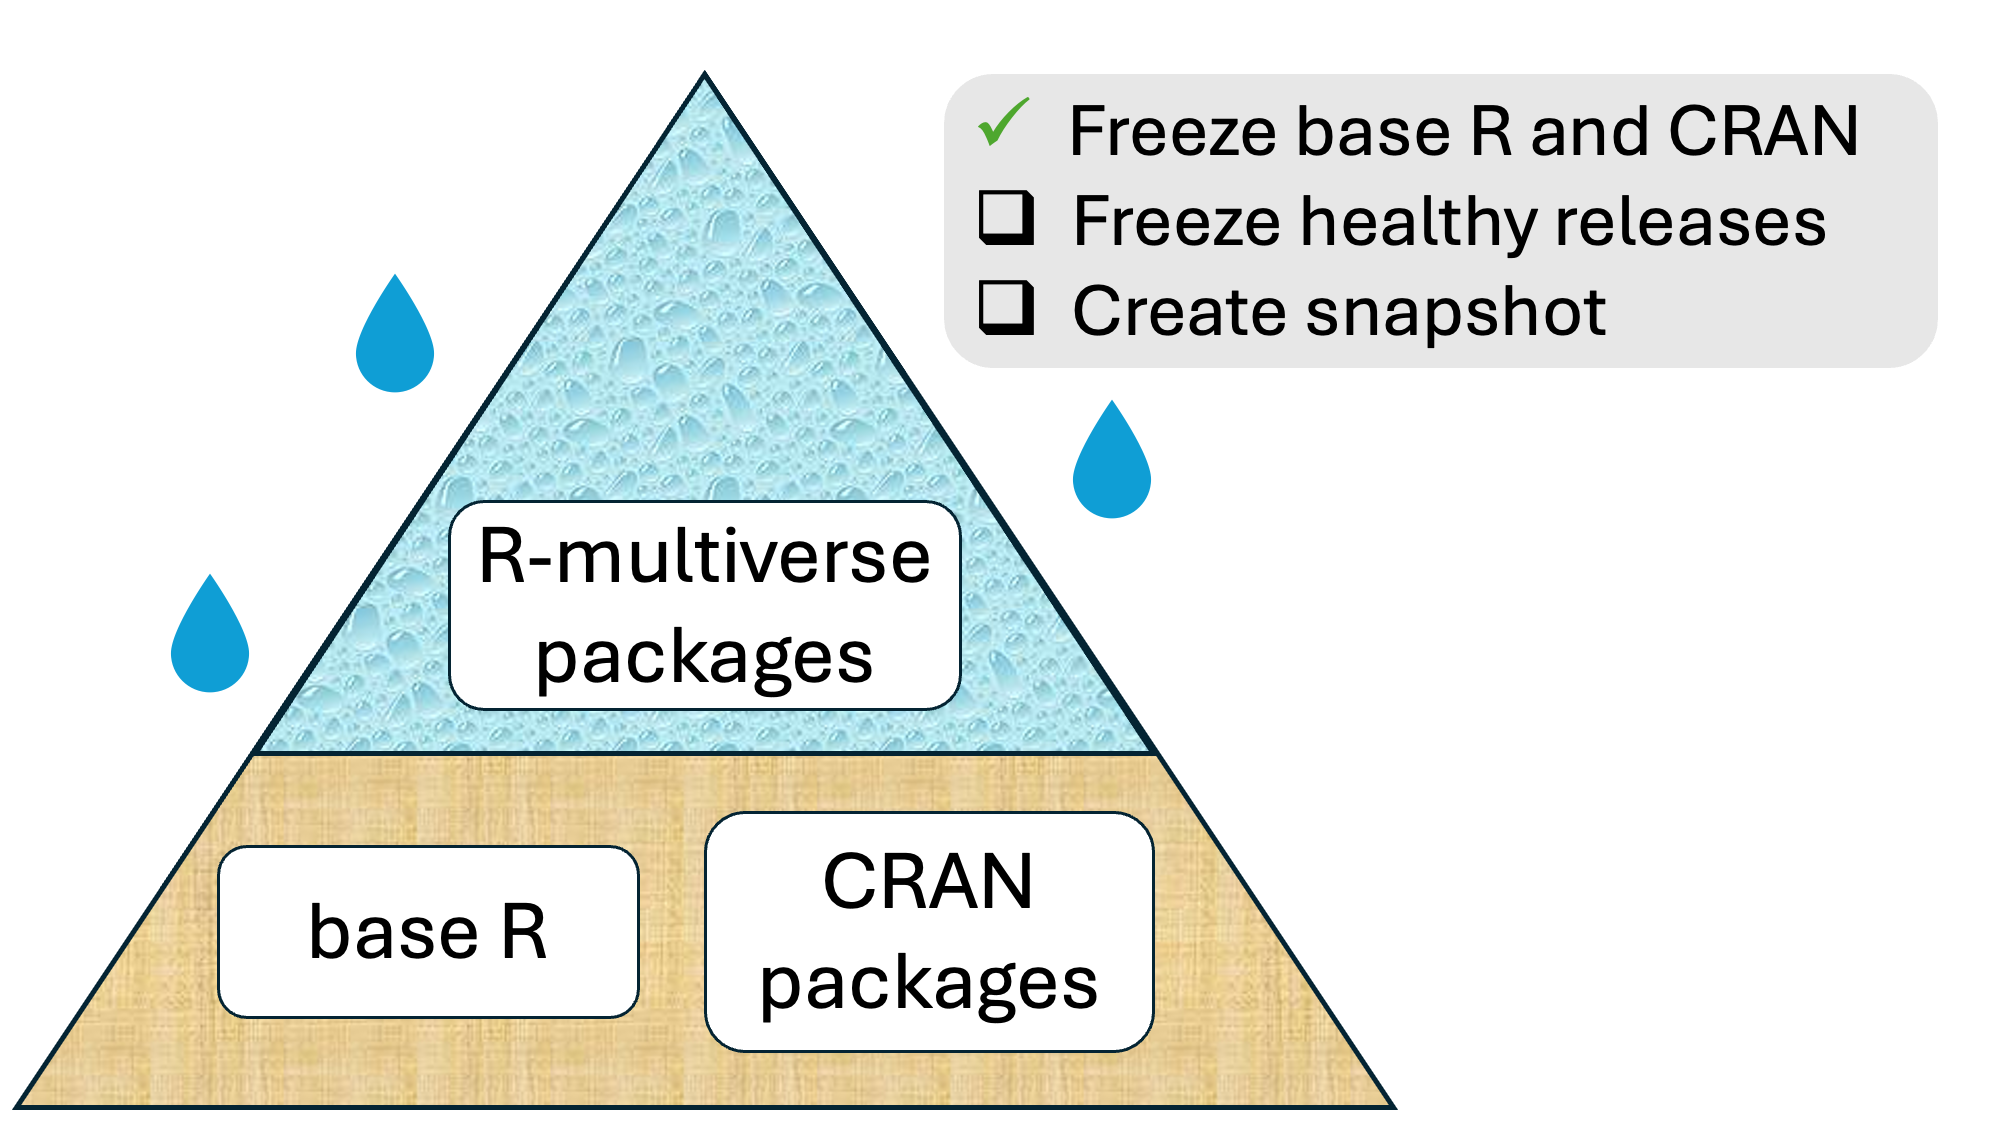 Freeze base R and CRAN
Freeze healthy releases
Create snapshot
R-multiverse
packages
base R
CRAN
packages